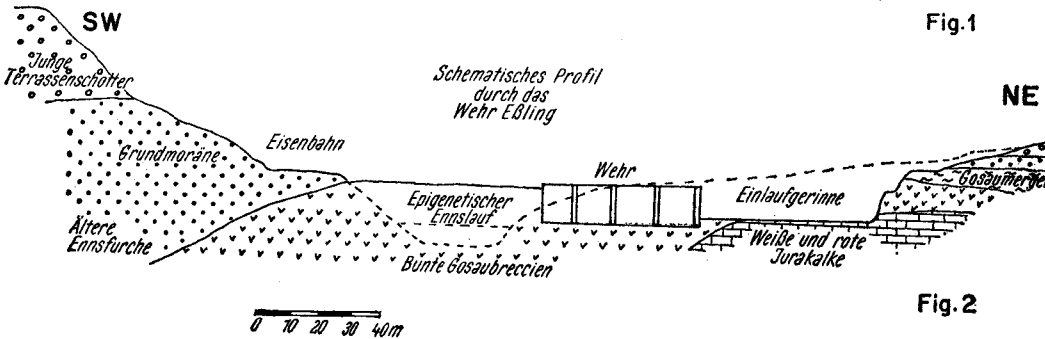 SW
Fig.1
Junge
Terrassenschotter
Schematisches Profil
durch das
Wehr Eßling
NE
Grundmoräne
Eisenbahn
Wehr
Gosaumergel
Epigenetischer
Ennslauf
Einlaufgerinne
Ältere
Ennsfurche
Bunte Gosaubreccien
Weiße und rote
Jurakalke
Fig.2
0 10 20 30 40m